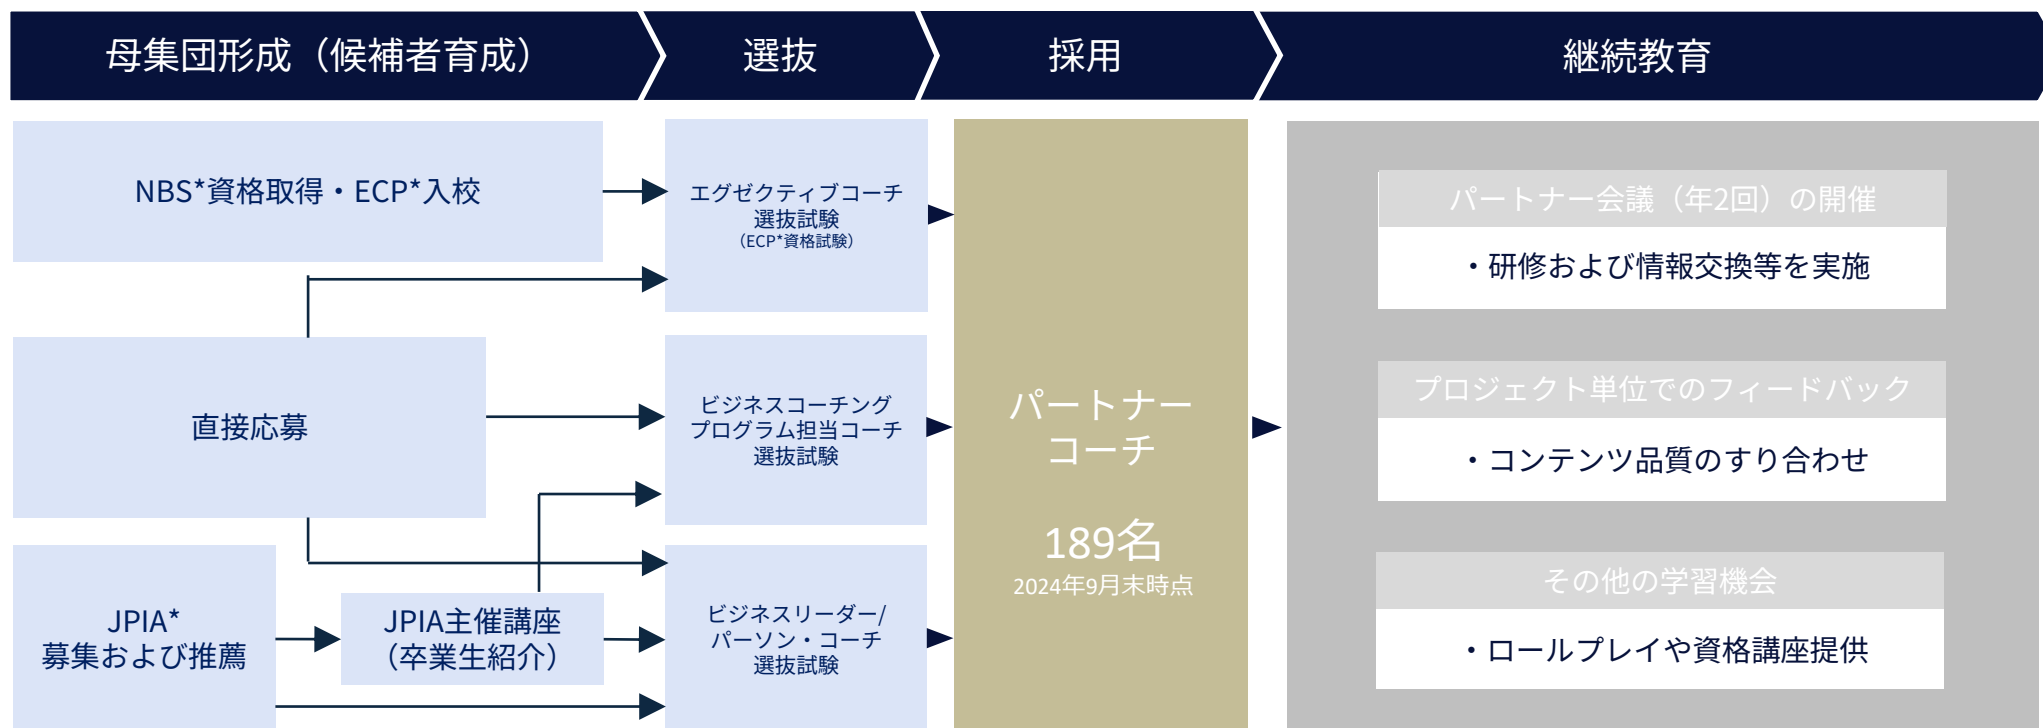 母集団形成（候補者育成）
選抜
採用
継続教育
NBS*資格取得・ECP*入校
直接応募
JPIA*
募集および推薦
JPIA主催講座
（卒業生紹介）
エグゼクティブコーチ
選抜試験
（ECP*資格試験）
ビジネスコーチング
プログラム担当コーチ
選抜試験
ビジネスリーダー/
パーソン・コーチ
選抜試験
パートナー
コーチ
189名
2024年9月末時点
パートナー会議（年2回）の開催
・研修および情報交換等を実施
プロジェクト単位でのフィードバック
・コンテンツ品質のすり合わせ
その他の学習機会
・ロールプレイや資格講座提供